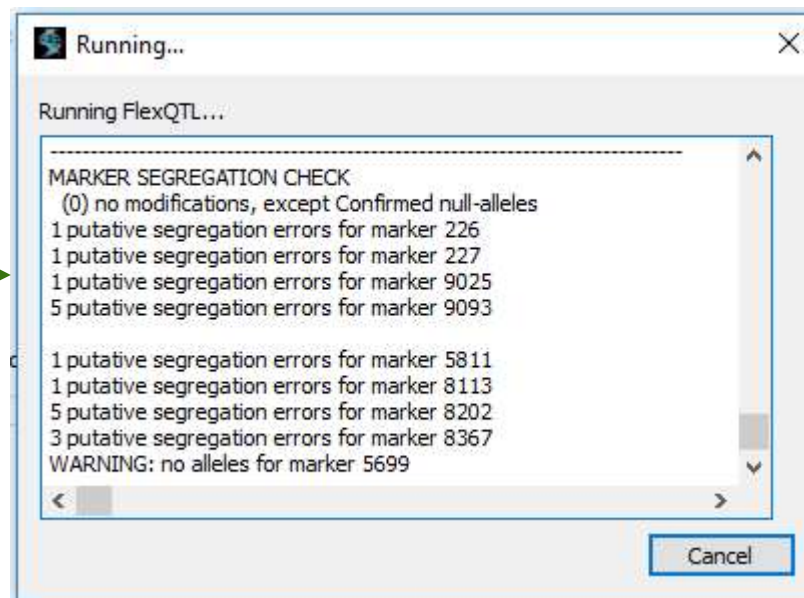 Running...
Running FlexQTL...
--------------------------------------------------------------------------------
MARKER SEGREGATION CHECK
(0) no modifications, except Confirmed null-alleles
1 putative segregation errors for marker 226
1 putative segregation errors for marker 227
1 putative segregation errors for marker 9025
5 putative segregation errors for marker 9093
1 putative segregation errors for marker 5811
1 putative segregation errors for marker 8113
5 putative segregation errors for marker 8202
3 putative segregation errors for marker 8367
WARNING: no alleles for marker 5699
Cancel